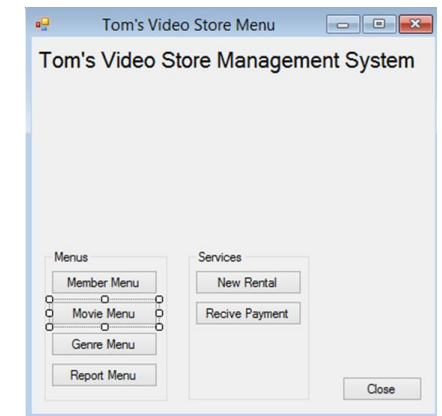 Tom's Video Store Menu
Tom's Video Store Management System
Menus
Member Menu
Movie Menu
Genre Menu
Report Menu
Services
New Rental
Recive Payment
Close